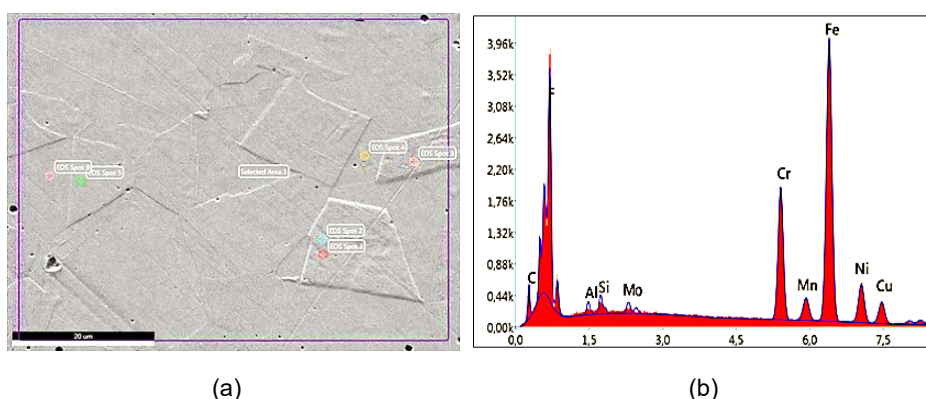 EDS Spot 4
EDS Spot 3
EDS Spot 6
EDS Spot 5
Selected Area 1
EDS Spot 2
EDS Spot 1
20 um
(a)
3,96k
3,52k
3,08k
2,64k
2,20k
1,76k
1,32k
0,88k
0,44k
0,00k
Fe
F
Cr
C
Al
Si
Mo
Mn
Ni
Cu
0,0
1,5
3,0
4,5
6,0
7,5
(b)